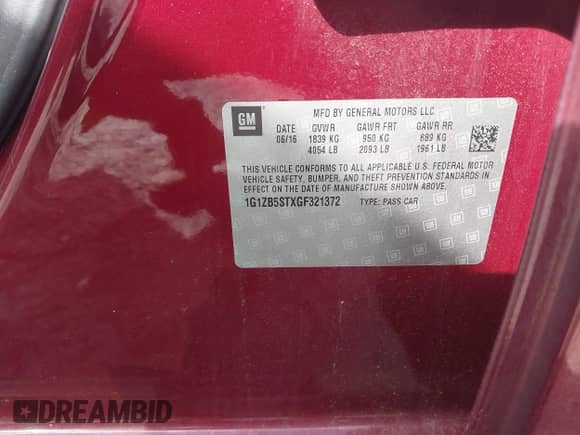 GM
MFD BY GENERAL MOTORS LLC
DATE GVWR GAWR FRT GAWR RR
06/16 1839 KG 950 KG 889 KG
4054 LB 2093 LB 1961 LB
THIS VEHICLE CONFORMS TO ALL APPLICABLE U.S. FEDERAL MOTOR
VEHICLE SAFETY, BUMPER, AND THEFT PREVENTION STANDARDS
IN EFFECT ON THE DATE OF MANUFACTURE SHOWN ABOVE.
1G1ZB5STXGF321372 TYPE: PASS CAR
DREAMBID